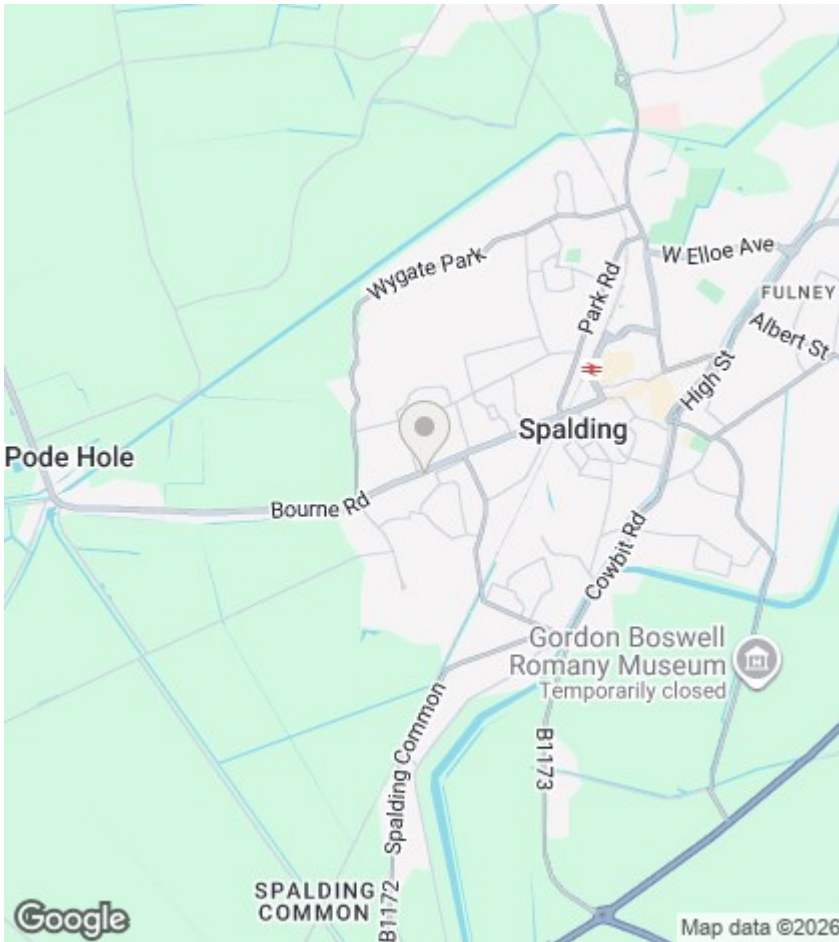 W Elloe Ave
Wygate Park
Park Rd
FULNEY
Albert St
High St
Spalding
Pode Hole
Bourne Rd
Cowbit Rd
Gordon Boswell
Romany Museum
Temporarily closed
Spalding Common
B1173
SPALDING
COMMON
B1172
Google
Map data ©2026